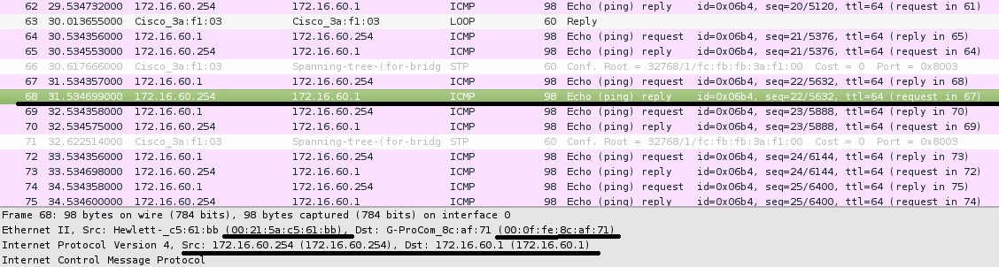 62 29.534732000 172.16.60.254 172.16.60.1 ICMP 98 Echo (ping) reply id=0x06b4, seq=20/5120, ttl=64 (request in 61)
63 30.013655000 Cisco_3a:f1:03 Cisco_3a:f1:03 LOOP 60 Reply
64 30.534356000 172.16.60.1 172.16.60.254 ICMP 98 Echo (ping) request id=0x06b4, seq=21/5376, ttl=64 (reply in 65)
65 30.534553000 172.16.60.254 172.16.60.1 ICMP 98 Echo (ping) reply id=0x06b4, seq=21/5376, ttl=64 (request in 64)
66 30.617666000 Cisco_3a:f1:03 Spanning-tree-(for-bridg STP 60 Conf. Root = 32768/1/fc:fb:fb:3a:f1:00 Cost = 0 Port = 0x8003
67 31.534357000 172.16.60.1 172.16.60.254 ICMP 98 Echo (ping) request id=0x06b4, seq=22/5632, ttl=64 (reply in 68)
68 31.534699000 172.16.60.254 172.16.60.1 ICMP 98 Echo (ping) reply id=0x06b4, seq=22/5632, ttl=64 (request in 67)
69 32.534358000 172.16.60.1 172.16.60.254 ICMP 98 Echo (ping) request id=0x06b4, seq=23/5888, ttl=64 (reply in 70)
70 32.534575000 172.16.60.254 172.16.60.1 ICMP 98 Echo (ping) reply id=0x06b4, seq=23/5888, ttl=64 (request in 69)
71 32.622514000 Cisco_3a:f1:03 Spanning-tree-(for-bridg STP 60 Conf. Root = 32768/1/fc:fb:fb:3a:f1:00 Cost = 0 Port = 0x8003
72 33.534356000 172.16.60.1 172.16.60.254 ICMP 98 Echo (ping) request id=0x06b4, seq=24/6144, ttl=64 (reply in 73)
73 33.534698000 172.16.60.254 172.16.60.1 ICMP 98 Echo (ping) reply id=0x06b4, seq=24/6144, ttl=64 (request in 72)
74 34.534358000 172.16.60.1 172.16.60.254 ICMP 98 Echo (ping) request id=0x06b4, seq=25/6400, ttl=64 (reply in 75)
75 34.534580000 172.16.60.254 172.16.60.1 ICMP 98 Echo (ping) reply id=0x06b4, seq=25/6400, ttl=64 (request in 74)
Frame 68: 98 bytes on wire (784 bits), 98 bytes captured (784 bits) on interface 0
Ethernet II, Src: Hewlett-_c5:61:bb (00:21:5a:c5:61:bb), Dst: G-ProCom_8c:af:71 (00:0f:fe:8c:af:71)
Internet Protocol Version 4, Src: 172.16.60.254 (172.16.60.254), Dst: 172.16.60.1 (172.16.60.1)
Internet Control Message Protocol